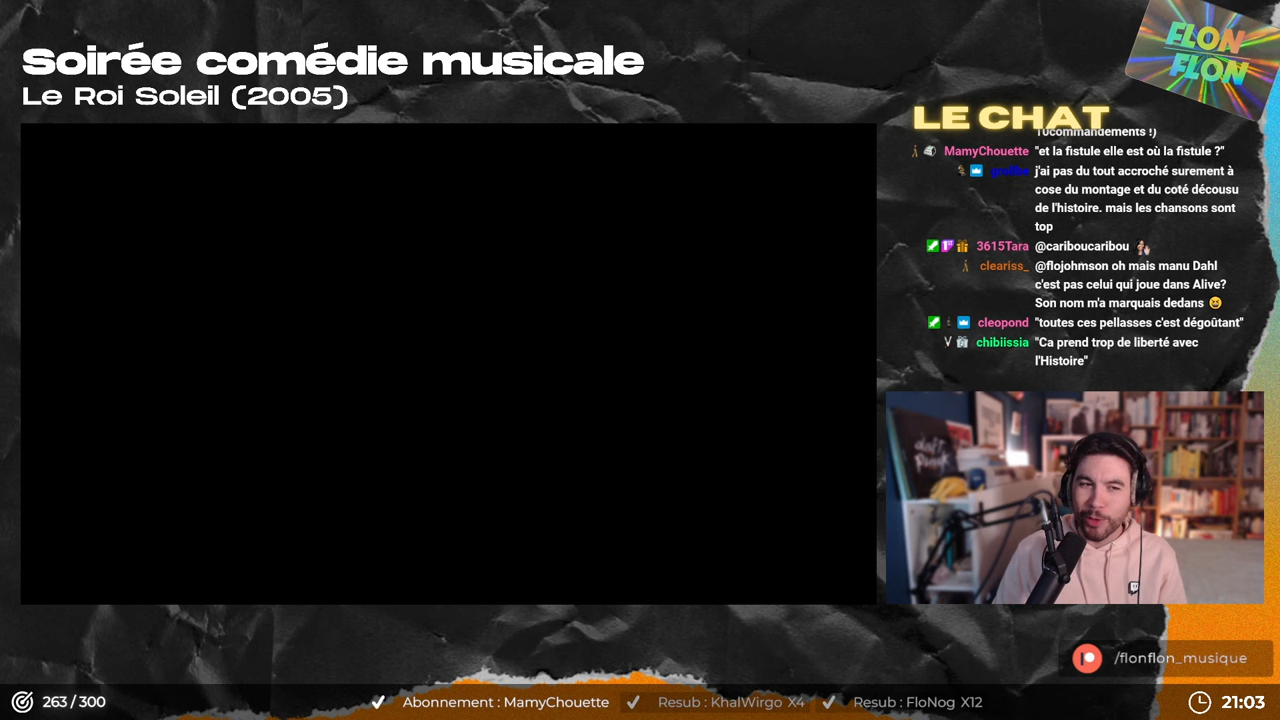 Soirée comédie musicale
Le Roi Soleil (2005)
FLON
FLON
LE CHAT
10commandements !)
MamyChouette "et la fistule elle est où la fistule ?"
j'ai pas du tout accroché surement à
cose du montage et du coté décousu
de l'histoire. mais les chansons sont
top
3615Tara @cariboucaribou
cleariss_ @flojohmson oh mais manu Dahl
c'est pas celui qui joue dans Alive?
Son nom m'a marquais dedans 😆
cleopond "toutes ces pellasses c'est dégoûtant"
chibiissia "Ca prend trop de liberté avec
l'Histoire"
daft
punk
/flonflon_musique
263 / 300
Abonnement : MamyChouette
Resub : KhalWirgo X4
Resub : FloNog X12
21:03